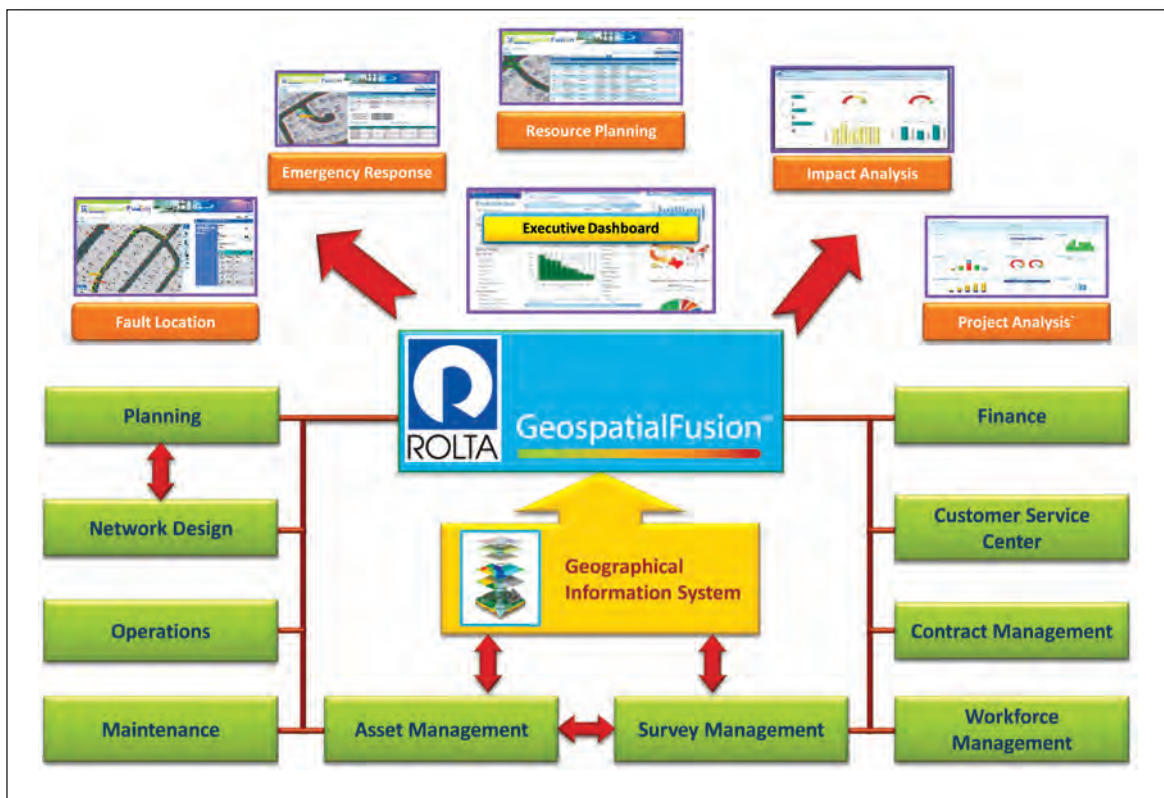 Resource Planning
Emergency Response
Impact Analysis
Executive Dashboard
Fault Location
Project Analysis`
ROLTA
GeospatialFusion™
Planning
Finance
Network Design
Customer Service
Center
Geographical
Information System
Operations
Contract Management
Maintenance
Asset Management
Survey Management
Workforce
Management